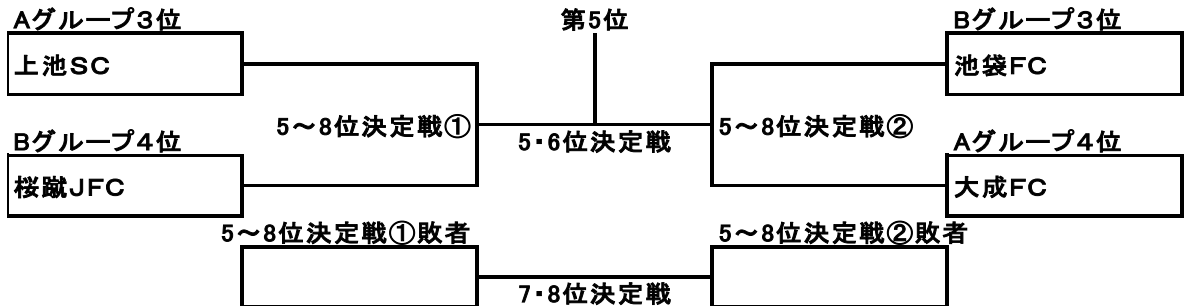 Aグループ3位
第5位
Bグループ3位
上池SC
池袋FC
5～8位決定戦①
5・6位決定戦
5～8位決定戦②
Bグループ4位
Aグループ4位
桜蹴JFC
大成FC
5～8位決定戦①敗者
5～8位決定戦②敗者
7・8位決定戦